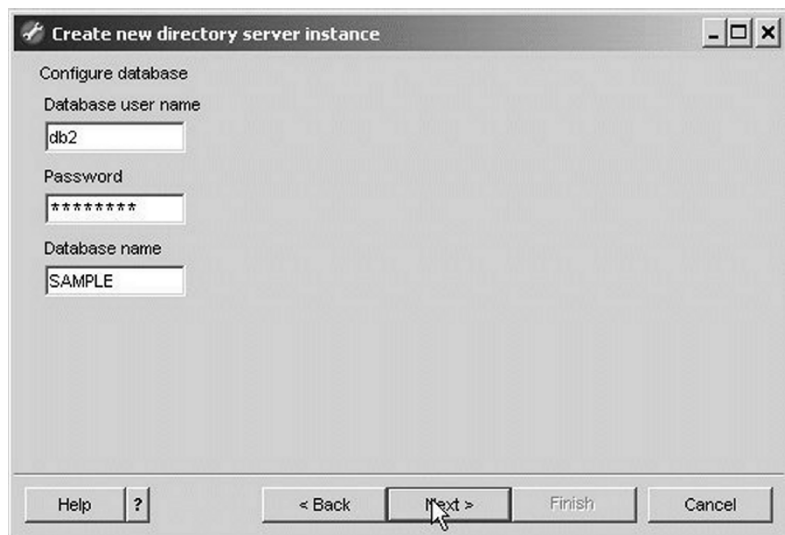 Create new directory server instance
Configure database
Database user name
db2
Password
********
Database name
SAMPLE
Help ? < Back Next > Finish Cancel